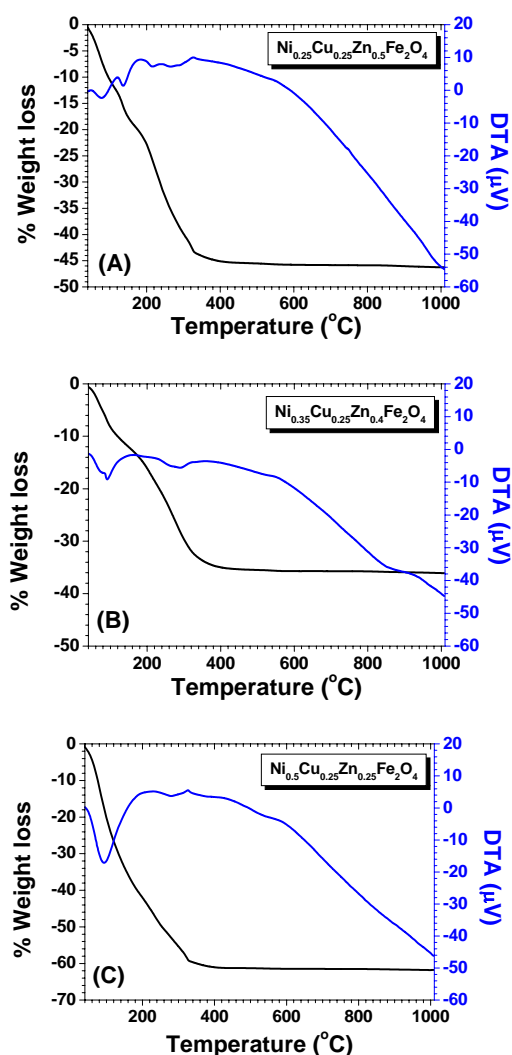 0
-5
-10
-15
-20
-25
-30
-35
-40
-45
-50
% Weight loss
Ni0.25Cu0.25Zn0.5Fe2O4
(A)
20
10
0
-10
-20
-30
-40
-50
-60
DTA (μV)
200 400 600 800 1000
Temperature (oC)
0
-10
-20
-30
-40
-50
% Weight loss
Ni0.35Cu0.25Zn0.4Fe2O4
(B)
20
10
0
-10
-20
-30
-40
-50
-60
DTA (μV)
200 400 600 800 1000
Temperature (oC)
0
-10
-20
-30
-40
-50
-60
-70
% Weight loss
Ni0.5Cu0.25Zn0.25Fe2O4
(C)
20
10
0
-10
-20
-30
-40
-50
-60
DTA (μV)
200 400 600 800 1000
Temperature (oC)